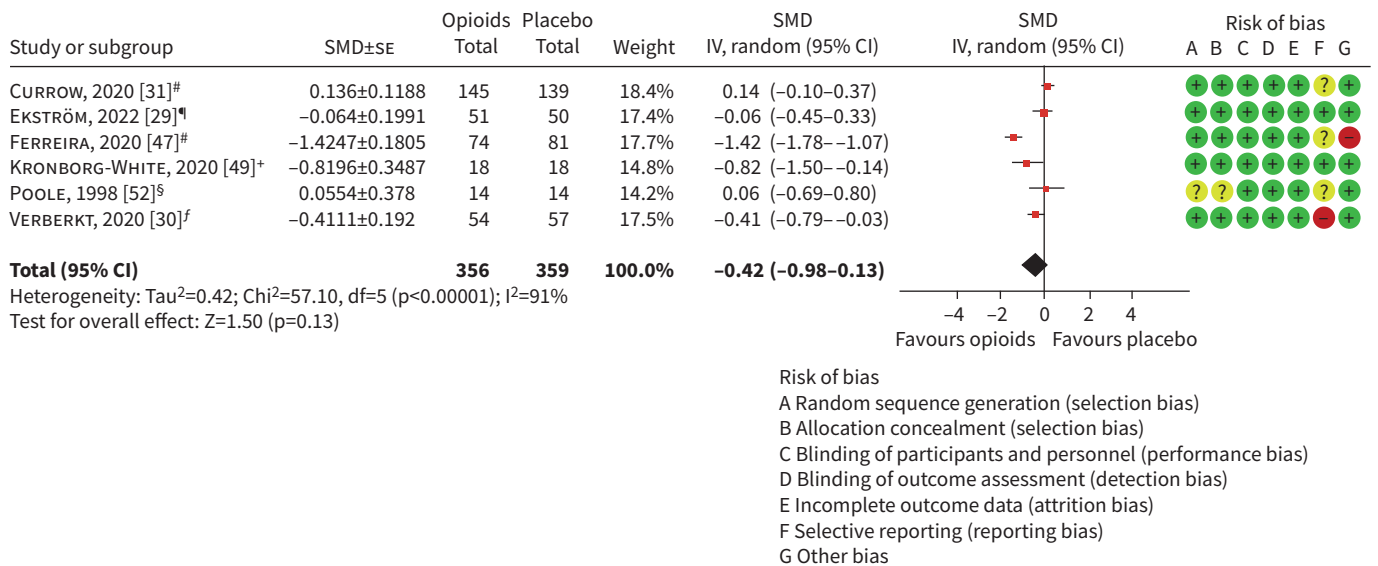 Opioids Placebo SMD SMD Risk of bias
Study or subgroup SMD±SE Total Total Weight IV, random (95% CI) IV, random (95% CI) A B C D E F G
Currow, 2020 [31]# 0.136±0.1188 145 139 18.4% 0.14 (–0.10–0.37) + + + + + ? +
Ekström, 2022 [29]¶ –0.064±0.1991 51 50 17.4% –0.06 (–0.45–0.33) + + + + + + +
Ferreira, 2020 [47]# –1.4247±0.1805 74 81 17.7% –1.42 (–1.78– –1.07) + + + + + ? –
Kronborg-White, 2020 [49]+ –0.8196±0.3487 18 18 14.8% –0.82 (–1.50– –0.14) + + + + + + +
Poole, 1998 [52]§ 0.0554±0.378 14 14 14.2% 0.06 (–0.69–0.80) ? ? + + + ? +
Verberkt, 2020 [30]ƒ –0.4111±0.192 54 57 17.5% –0.41 (–0.79– –0.03) + + + + + – +
Total (95% CI) 356 359 100.0% –0.42 (–0.98–0.13)
Heterogeneity: Tau²=0.42; Chi²=57.10, df=5 (p<0.00001); I²=91%
Test for overall effect: Z=1.50 (p=0.13)
–4 –2 0 2 4
Favours opioids Favours placebo
Risk of bias
A Random sequence generation (selection bias)
B Allocation concealment (selection bias)
C Blinding of participants and personnel (performance bias)
D Blinding of outcome assessment (detection bias)
E Incomplete outcome data (attrition bias)
F Selective reporting (reporting bias)
G Other bias